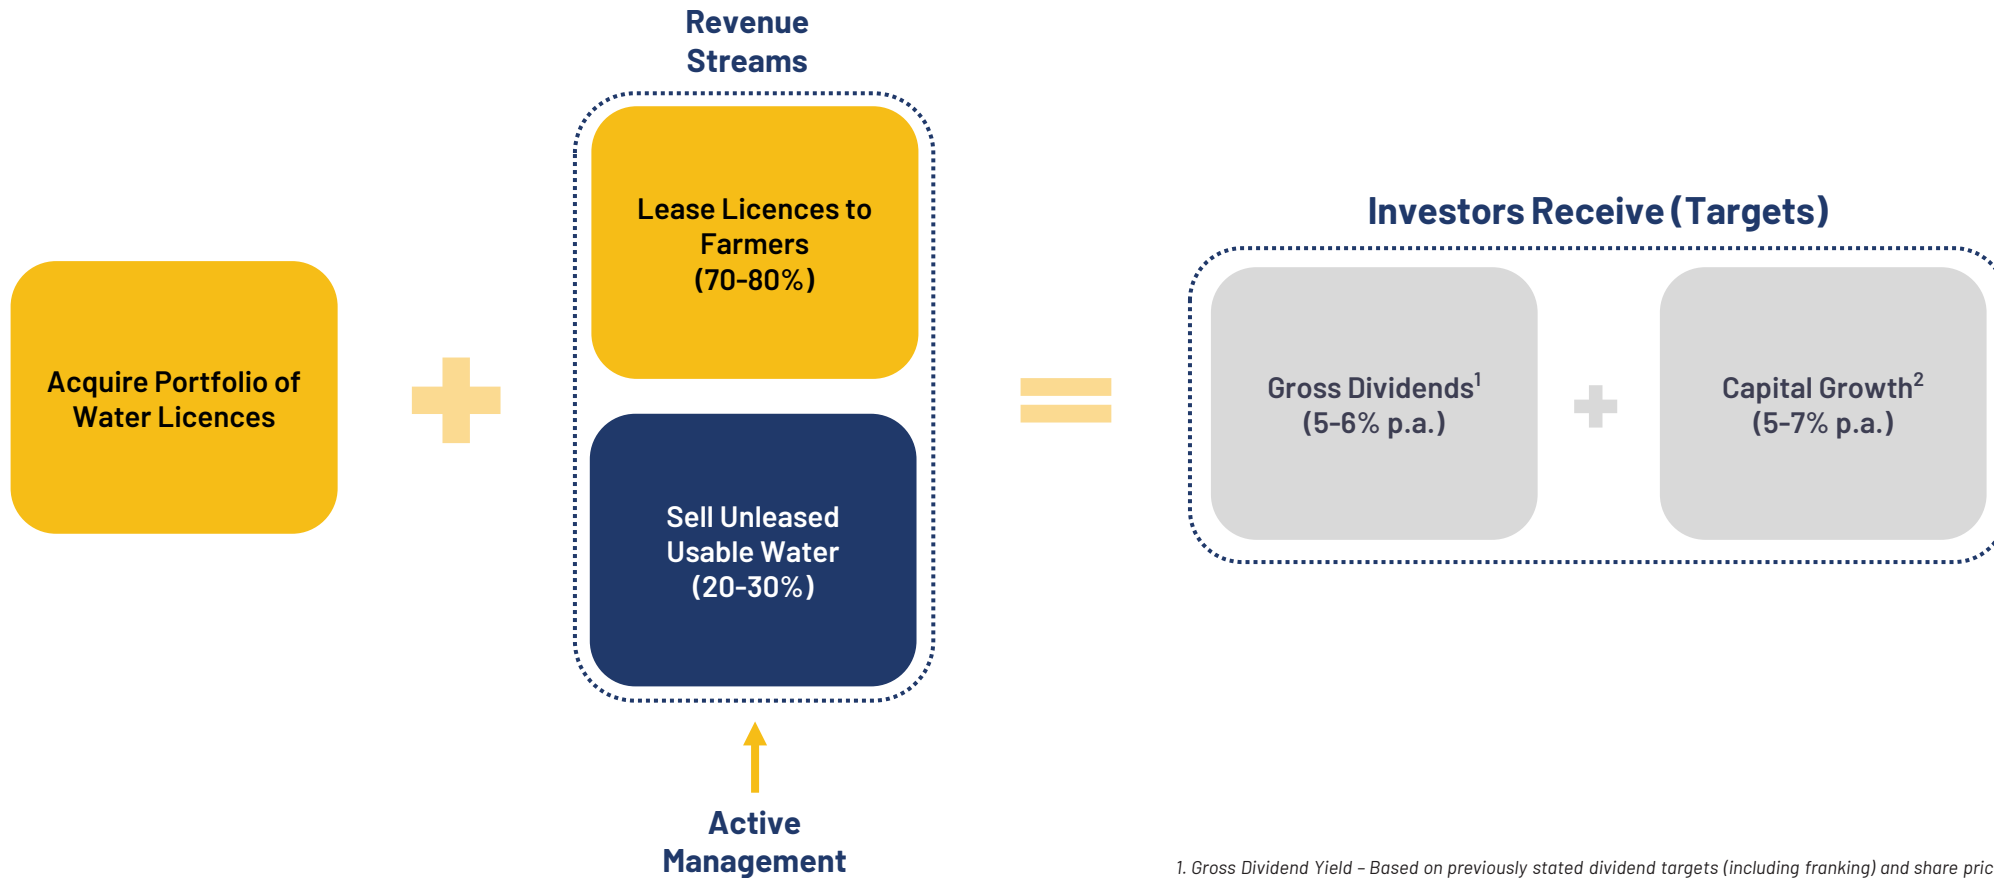 Revenue
Streams
Lease Licences to
Farmers
(70-80%)
Acquire Portfolio of
Water Licences
Sell Unleased
Usable Water
(20-30%)
Active
Management
Investors Receive (Targets)
Gross Dividends¹
(5-6% p.a.)
Capital Growth²
(5-7% p.a.)
1. Gross Dividend Yield – Based on previously stated dividend targets (including franking) and share